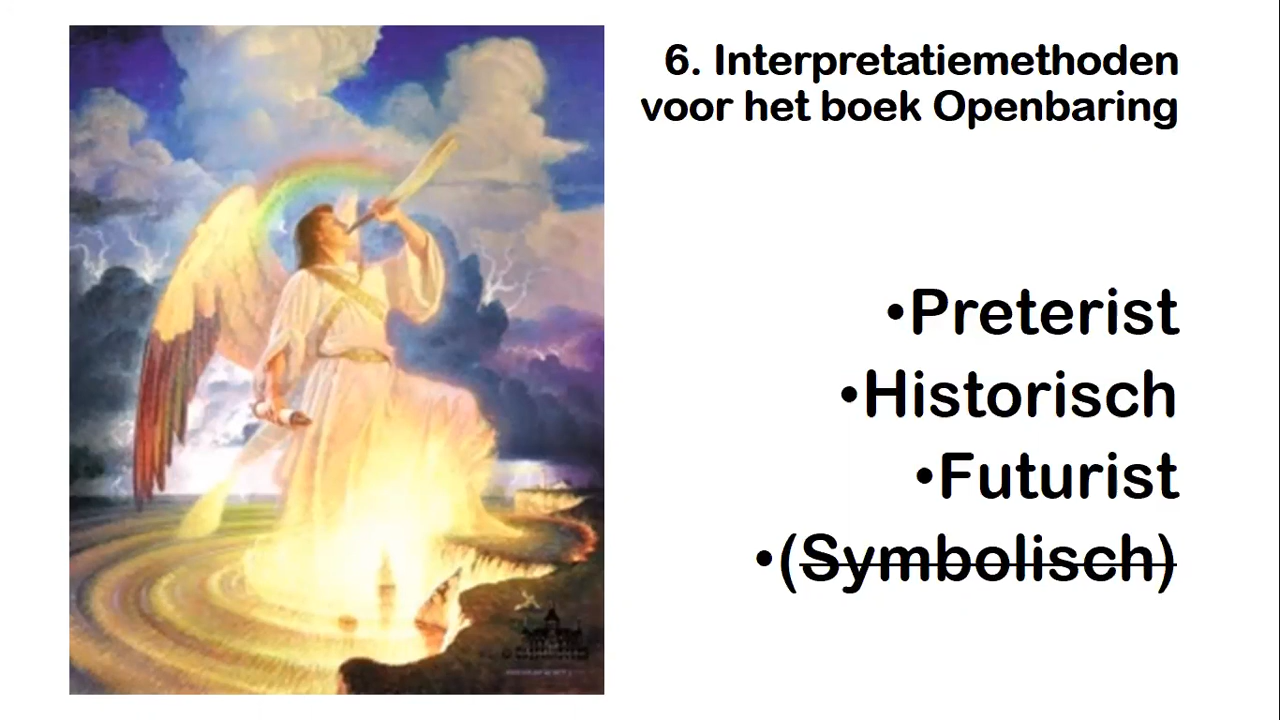 6. Interpretatiemethoden
voor het boek Openbaring
•Preterist
•Historisch
•Futurist
•(Symbolisch)